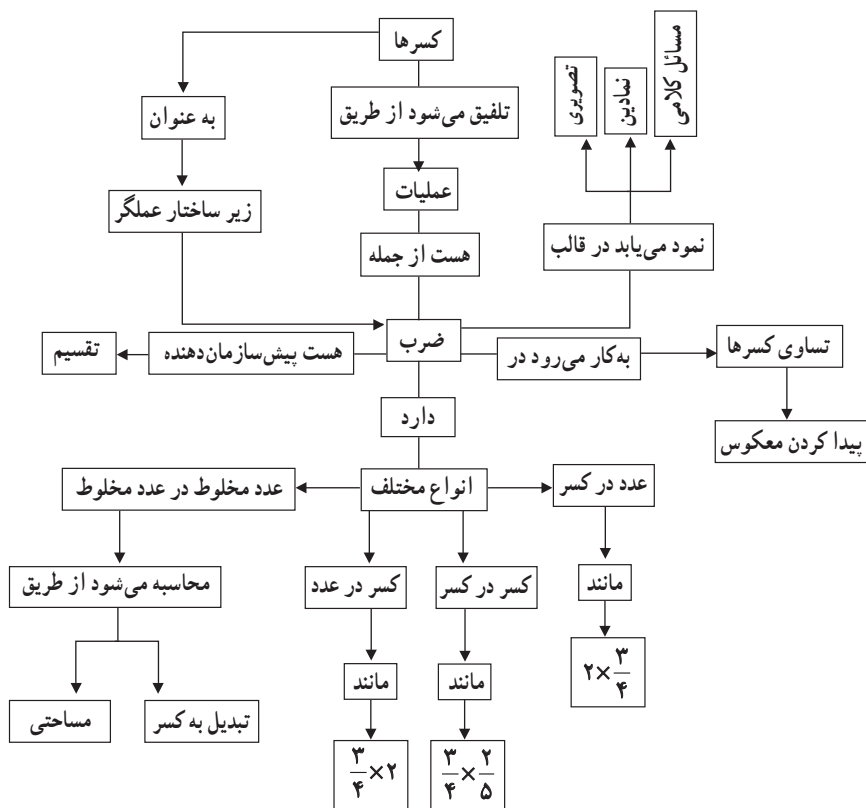 کسرها
مسائل کلامی
نمادین
تصویری
به عنوان
تلفیق می‌شود از طریق
عملیات
زیر ساختار عملگر
هست از جمله
نمود می‌یابد در قالب
ضرب
تساوی کسرها
به‌کار می‌رود در
هست پیش‌سازمان‌دهنده
تقسیم
دارد
پیدا کردن معکوس
عدد در کسر
انواع مختلف
عدد مخلوط در عدد مخلوط
مانند
کسر در کسر
کسر در عدد
محاسبه می‌شود از طریق
۲×۳/۴
مانند
مانند
تبدیل به کسر
مساحتی
۳/۴×۲/۵
۳/۴×۲